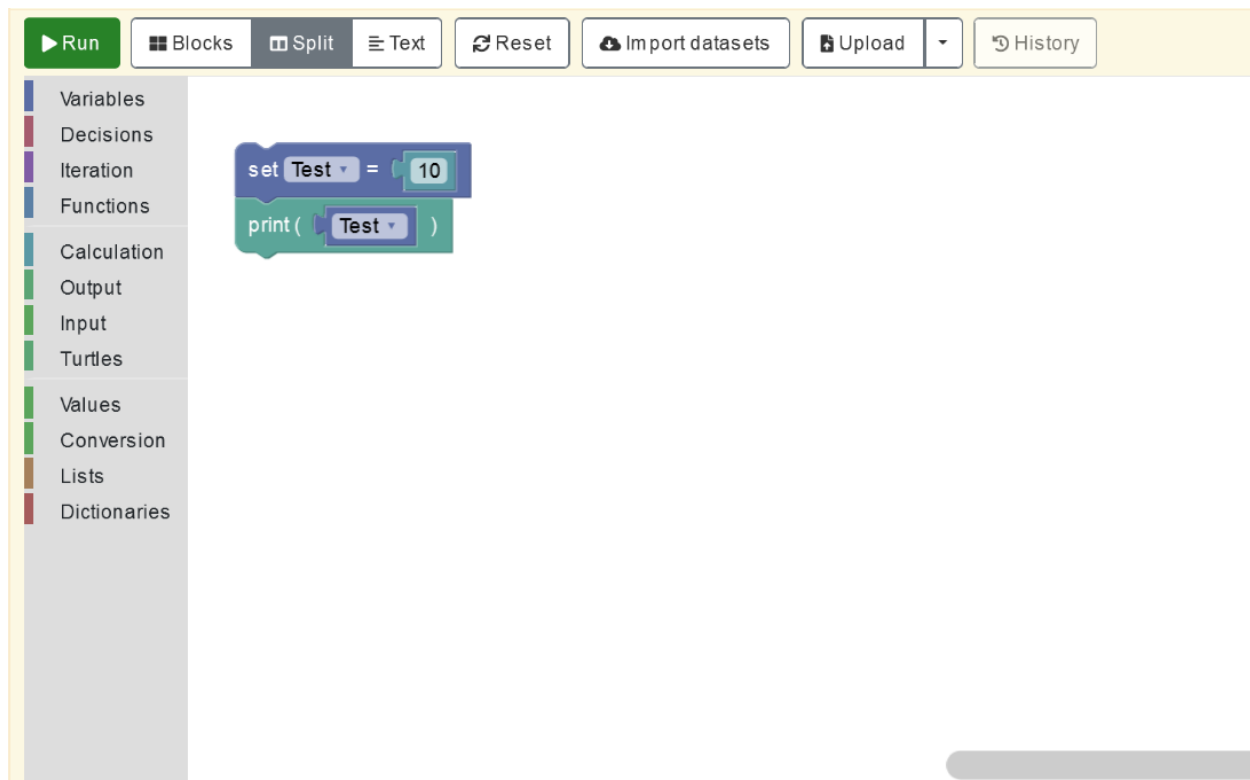 Run Blocks Split Text Reset Import datasets Upload History
Variables
Decisions
Iteration
Functions
Calculation
Output
Input
Turtles
Values
Conversion
Lists
Dictionaries
set Test = 10
print ( Test )